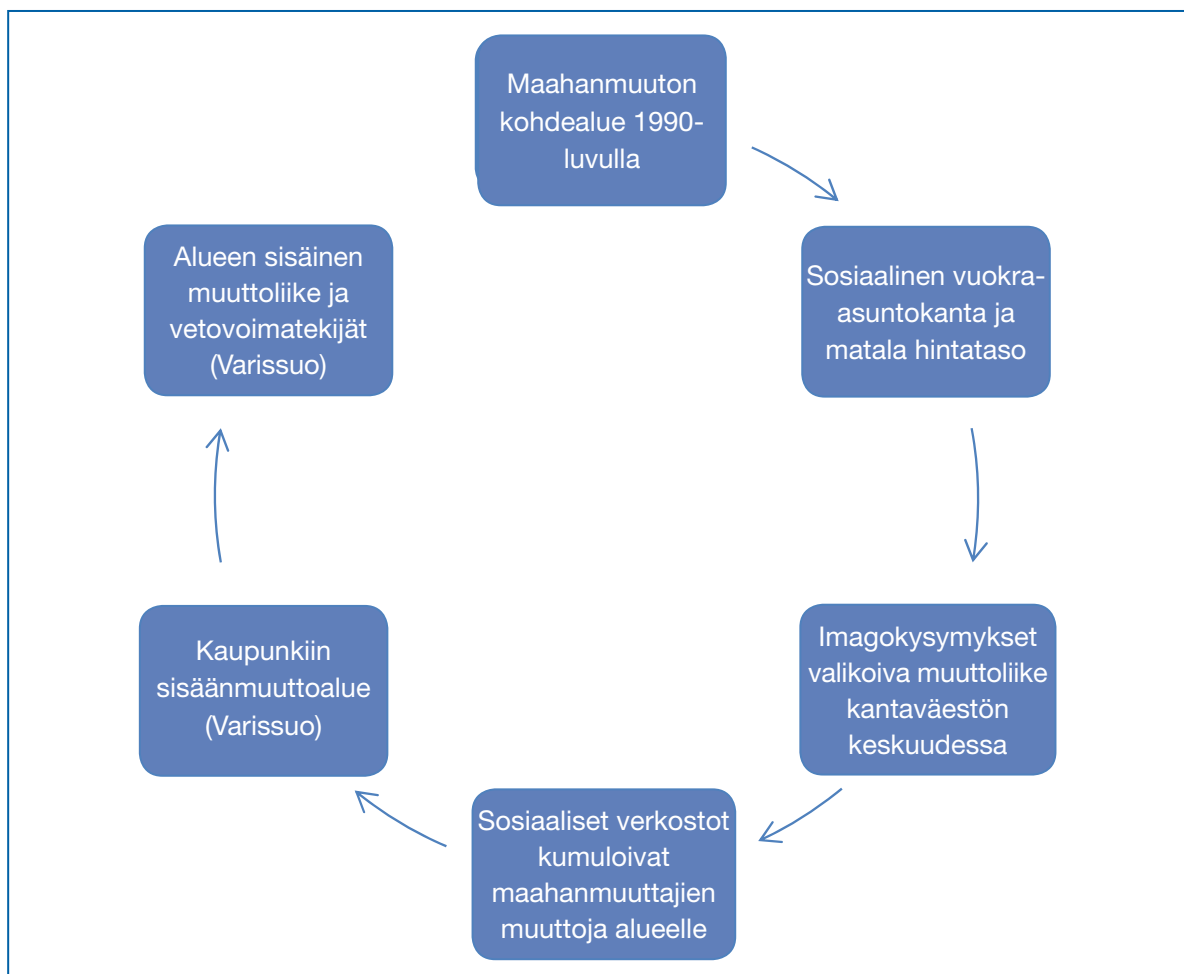 Maahanmuuton
kohdealue 1990-
luvulla
Sosiaalinen vuokra-
asuntokanta ja
matala hintataso
Imagokysymykset
valikoiva muuttoliike
kantaväestön
keskuudessa
Sosiaaliset verkostot
kumuloivat
maahanmuuttajien
muuttoja alueelle
Kaupunkiin
sisäänmuuttoalue
(Varissuo)
Alueen sisäinen
muuttoliike ja
vetovoimatekijät
(Varissuo)